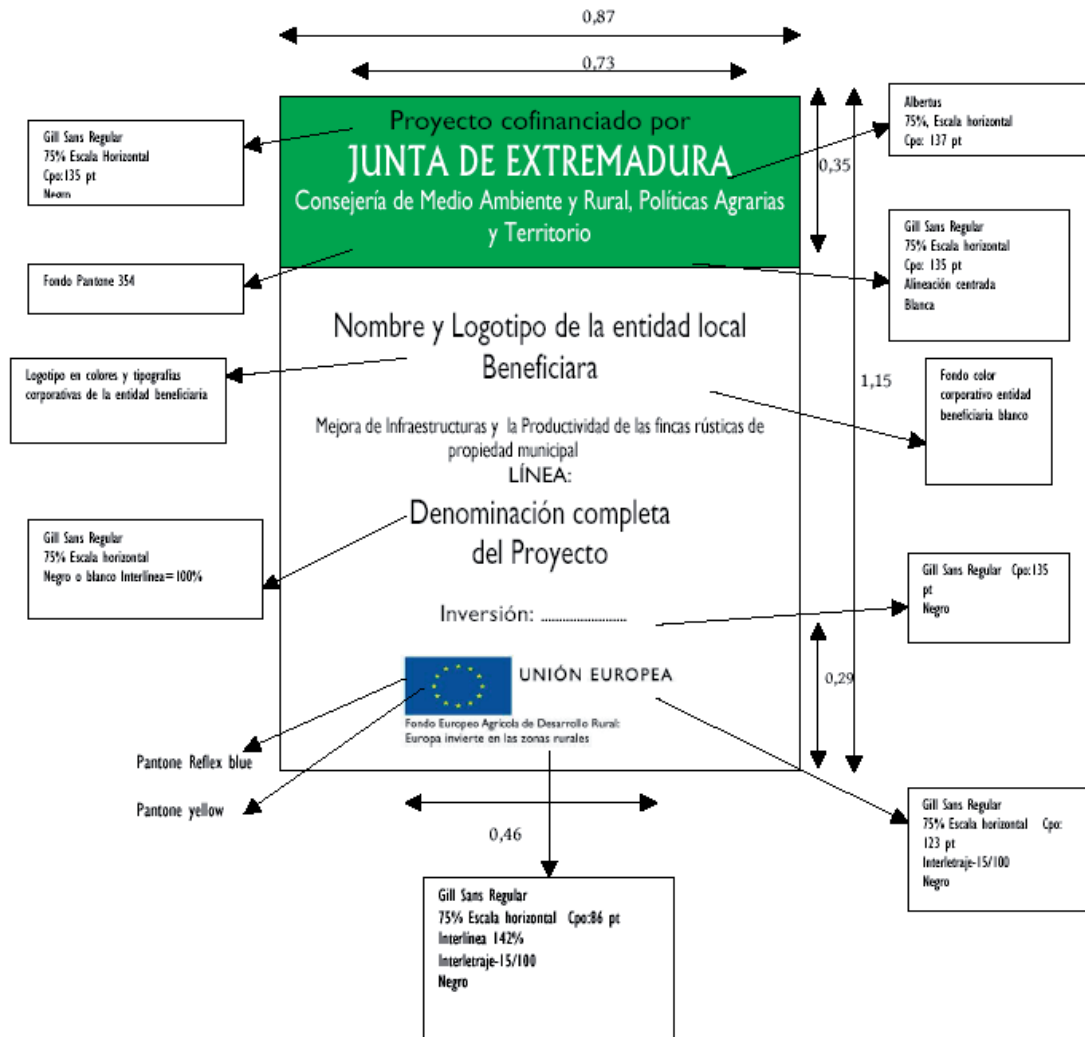 0,87
0,73
Gill Sans Regular
75% Escala Horizontal
Cpo:135 pt
Negro
Proyecto cofinanciado por
JUNTA DE EXTREMADURA
Consejería de Medio Ambiente y Rural, Políticas Agrarias
y Territorio
Albertus
75%, Escala horizontal
Cpo: 137 pt
0,35
Fondo Pantone 354
Gill Sans Regular
75% Escala horizontal
Cpo: 135 pt
Alineación centrada
Blanca
Nombre y Logotipo de la entidad local
Beneficiara
Logotipo en colores y tipografias
corporativas de la entidad beneficiaria
1,15
Fondo color
corporativo entidad
beneficiaria blanco
Mejora de Infraestructuras y la Productividad de las fincas rústicas de
propiedad municipal
LÍNEA:
Denominación completa
del Proyecto
Gill Sans Regular
75% Escala horizontal
Negro o blanco Interlínea=100%
Gill Sans Regular Cpo:135
pt
Negro
Inversión: ........................
0,29
UNIÓN EUROPEA
Fondo Europeo Agrícola de Desarrollo Rural:
Europa invierte en las zonas rurales
Pantone Reflex blue
Pantone yellow
0,46
Gill Sans Regular
75% Escala horizontal Cpo:
123 pt
Interletraje-15/100
Negro
Gill Sans Regular
75% Escala horizontal Cpo:86 pt
Interlínea 142%
Interletraje-15/100
Negro